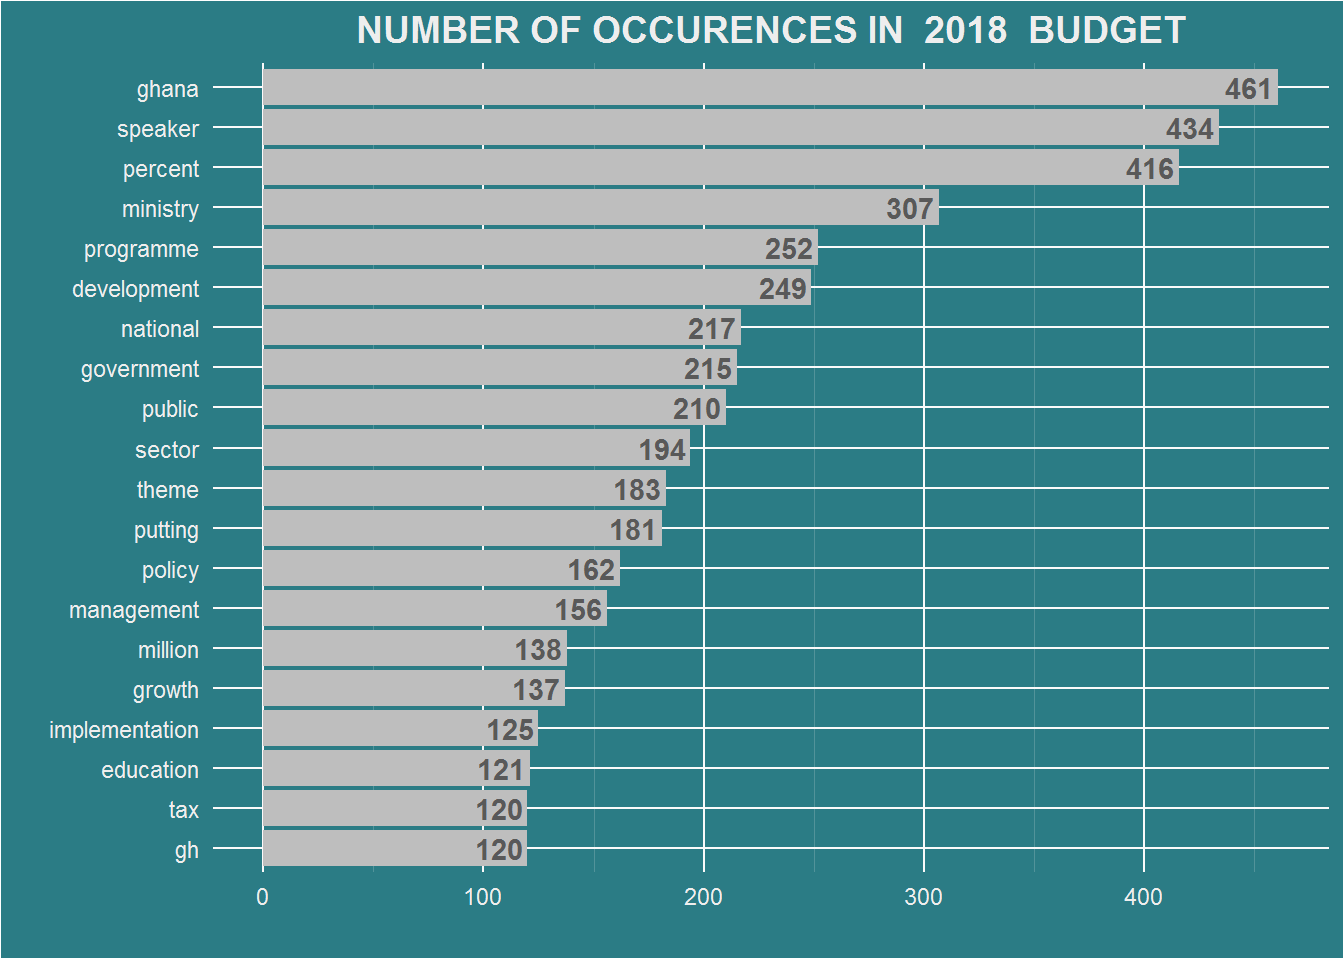 NUMBER OF OCCURENCES IN  2018  BUDGET
ghana 461
speaker 434
percent 416
ministry 307
programme 252
development 249
national 217
government 215
public 210
sector 194
theme 183
putting 181
policy 162
management 156
million 138
growth 137
implementation 125
education 121
tax 120
gh 120
0 100 200 300 400